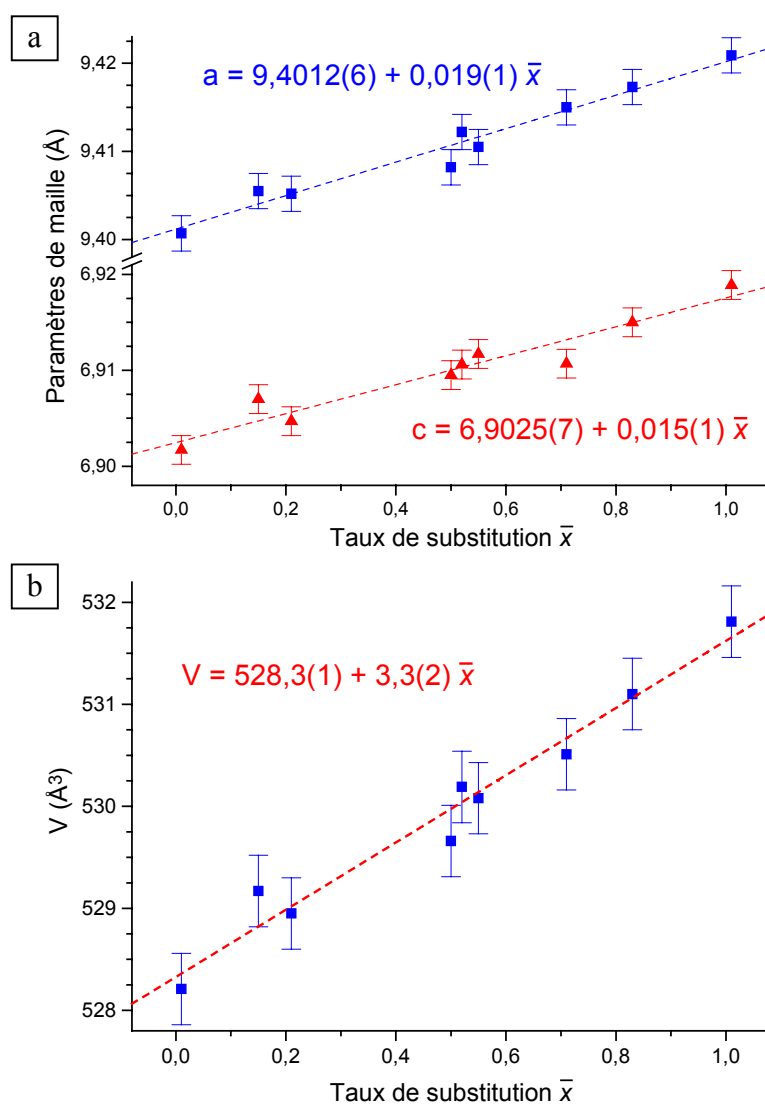 a
9,42
9,41
9,40
6,92
6,91
6,90
Paramètres de maille (Å)
a = 9,4012(6) + 0,019(1) x̄
c = 6,9025(7) + 0,015(1) x̄
0,0 0,2 0,4 0,6 0,8 1,0
Taux de substitution x̄
b
532
531
530
529
528
V (Å³)
V = 528,3(1) + 3,3(2) x̄
0,0 0,2 0,4 0,6 0,8 1,0
Taux de substitution x̄